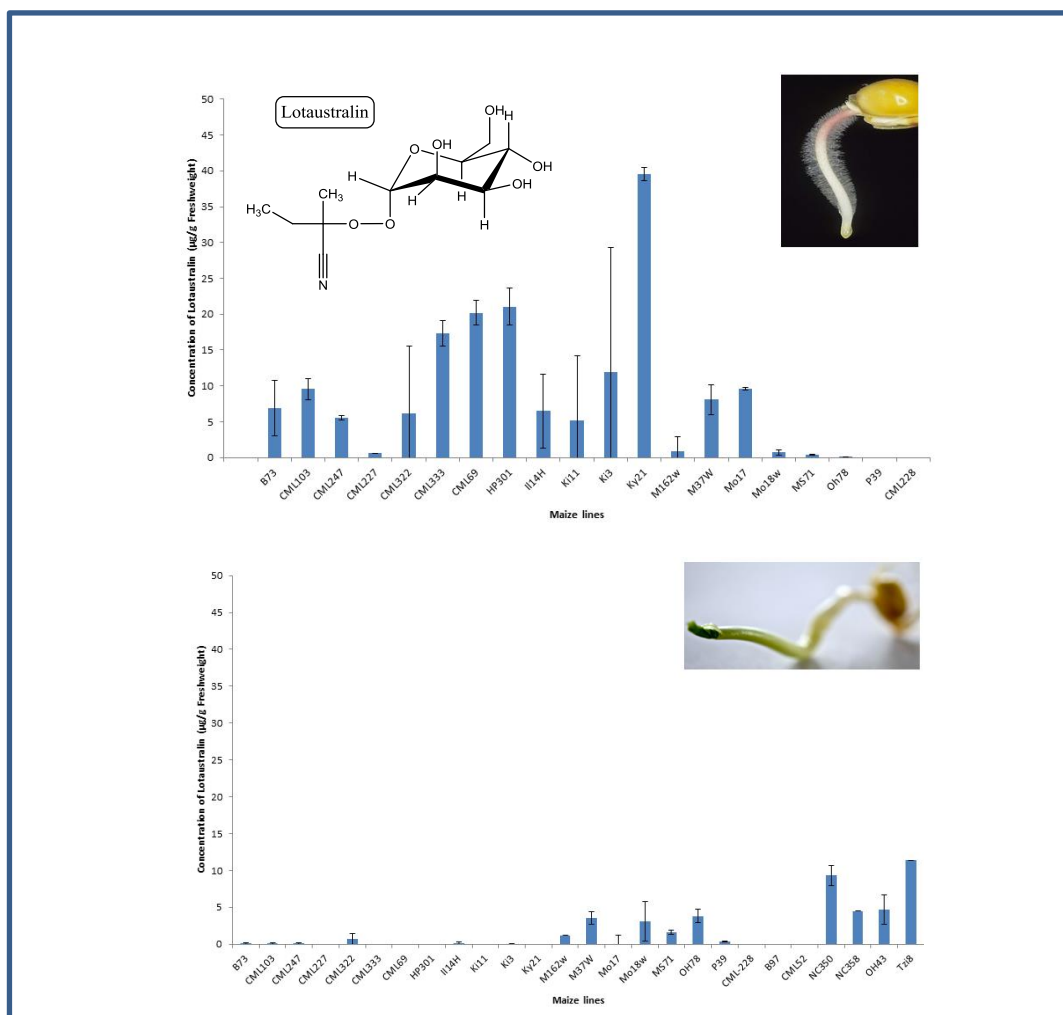 Lotaustralin
OH
H
OH
O
OH
H
OH
H
H
H
CH3
H3C
O
O
N
Concentration of Lotaustralin (µg/g Freshweight)
50
45
40
35
30
25
20
15
10
5
0
B73
CML103
CML247
CML227
CML322
CML333
CML69
HP301
Il14H
Ki11
Ki3
Ky21
M162w
M37W
Mo17
Mo18w
MS71
Oh78
P39
CML228
Maize lines
Concentration of Lotaustralin (µg/g Freshweight)
50
45
40
35
30
25
20
15
10
5
0
B73
CML103
CML247
CML227
CML322
CML333
CML69
HP301
Il14H
Ki11
Ki3
Ky21
M162w
M37W
Mo17
Mo18w
MS71
OH78
P39
CML-228
B97
CML52
NC350
NC358
OH43
Tzi8
Maize lines